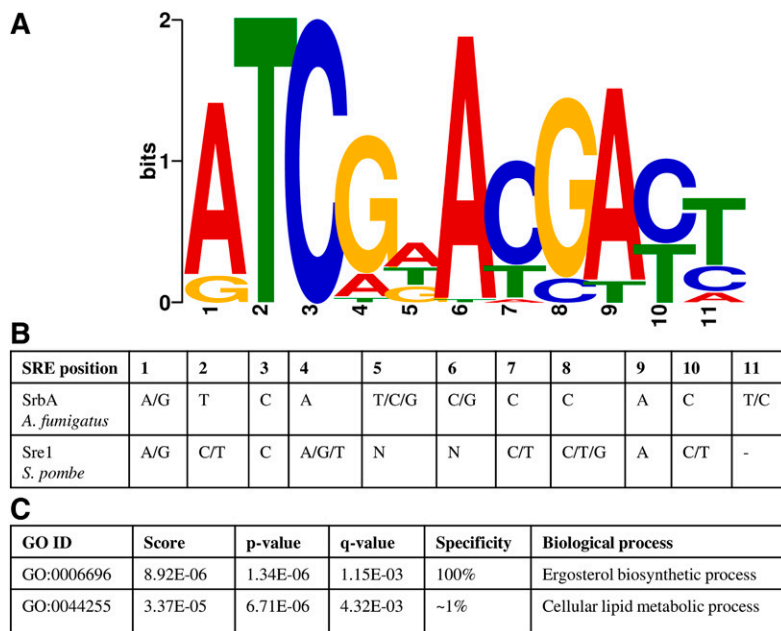 A
2
bits
1
0
ATCGAACGACT
GATTCTTTC
TGTAA
1 2 3 4 5 6 7 8 9 10 11
B
SRE position 1 2 3 4 5 6 7 8 9 10 11
SrbA A/G T C A T/C/G C/G C C A C T/C
A. fumigatus
Sre1 A/G C/T C A/G/T N N C/T C/T/G A C/T -
S. pombe
C
GO ID Score p-value q-value Specificity Biological process
GO:0006696 8.92E-06 1.34E-06 1.15E-03 100% Ergosterol biosynthetic process
GO:0044255 3.37E-05 6.71E-06 4.32E-03 ~1% Cellular lipid metabolic process